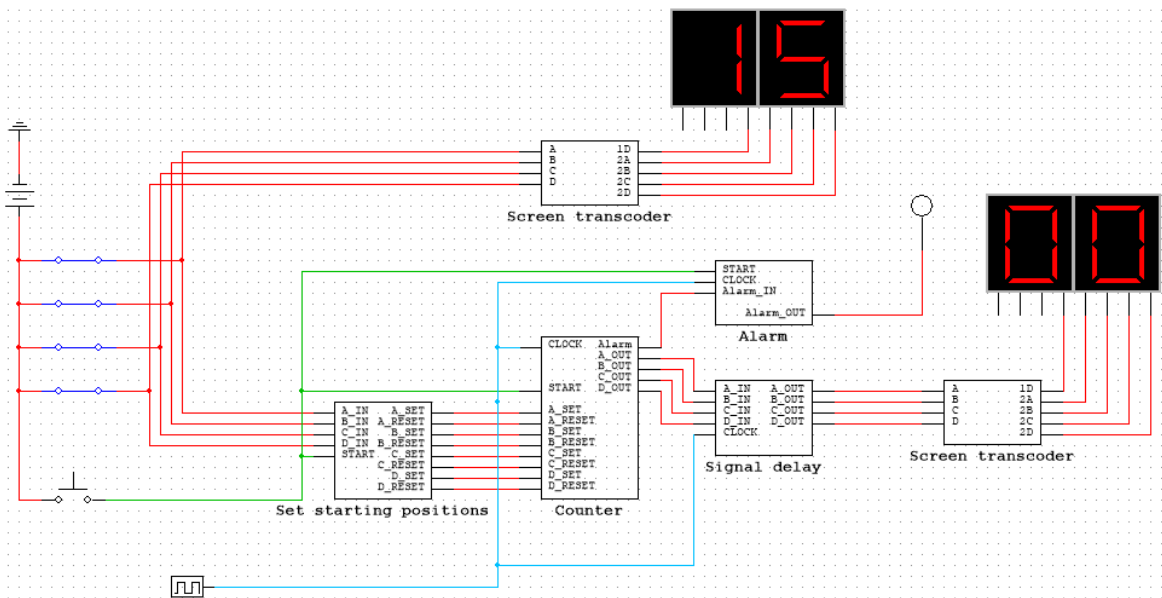 15
A 1D
B 2A
C 2B
D 2C
2D
Screen transcoder
00
START
CLOCK
Alarm_IN
Alarm_OUT
Alarm
CLOCK Alarm
A_OUT
B_OUT
C_OUT
START D_OUT
A_SET
A_RESET
B_SET
B_RESET
C_SET
C_RESET
D_SET
D_RESET
Counter
A_IN A_SET
B_IN A_RESET
C_IN B_SET
D_IN B_RESET
START C_SET
C_RESET
D_SET
D_RESET
Set starting positions
A_IN A_OUT
B_IN B_OUT
C_IN C_OUT
D_IN D_OUT
CLOCK
Signal delay
A 1D
B 2A
C 2B
D 2C
2D
Screen transcoder